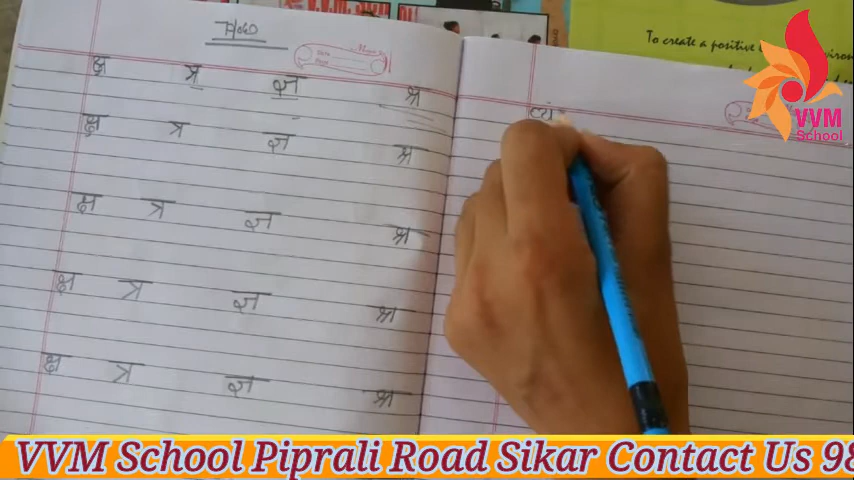 To create a positive
VVM
School
क्ष त्र ज्ञ श्र
क्ष त्र ज्ञ श्र
क्ष त्र ज्ञ श्र
क्ष त्र ज्ञ श्र
क्ष त्र ज्ञ श्र
व्यं
VVM School Piprali Road Sikar Contact Us 98